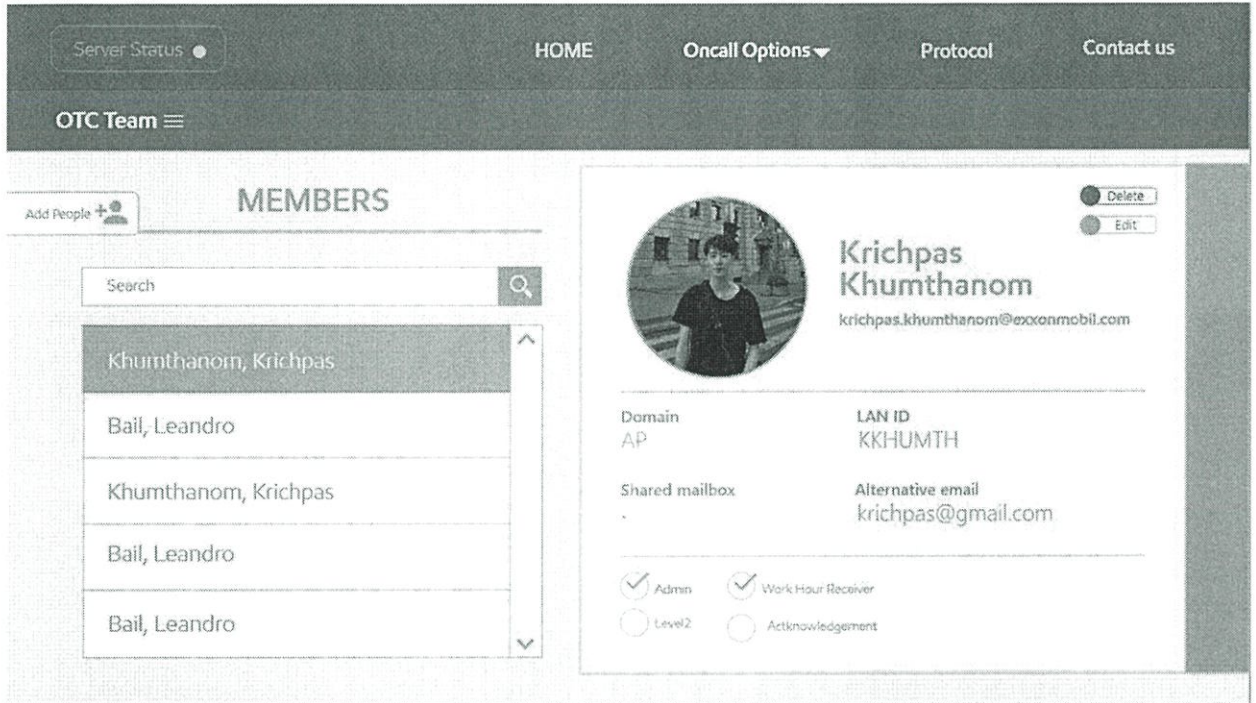 Server Status
HOME
Oncall Options
Protocol
Contact us
OTC Team
Add People
MEMBERS
Search
Khumthanom, Krichpas
Bail, Leandro
Khumthanom, Krichpas
Bail, Leandro
Bail, Leandro
Delete
Edit
Krichpas
Khumthanom
krichpas.khumthanom@exxonmobil.com
Domain
AP
LAN ID
KKHUMTH
Shared mailbox
-
Alternative email
krichpas@gmail.com
Admin
Work Hour Receiver
Level2
Actknowledgement